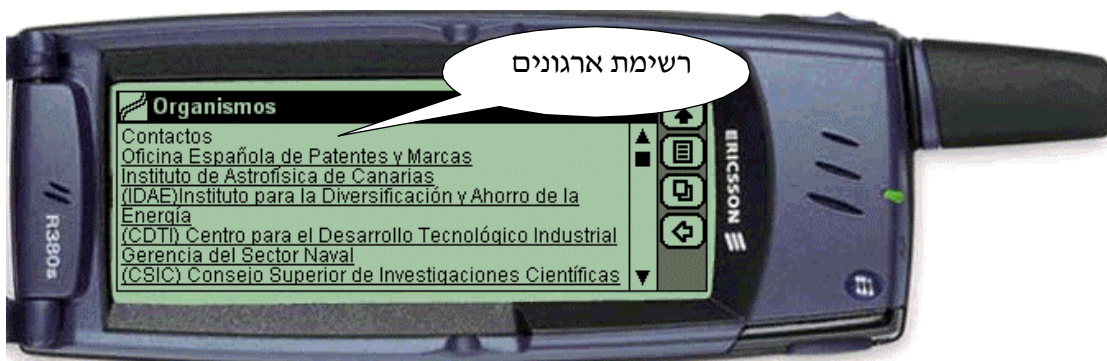 רשימת ארגונים
Organismos
Contactos
Oficina Española de Patentes y Marcas
Instituto de Astrofísica de Canarias
(IDAE)Instituto para la Diversificación y Ahorro de la
Energía
(CDTI) Centro para el Desarrollo Tecnológico Industrial
Gerencia del Sector Naval
(CSIC) Consejo Superior de Investigaciones Científicas
ERICSSON
R380s